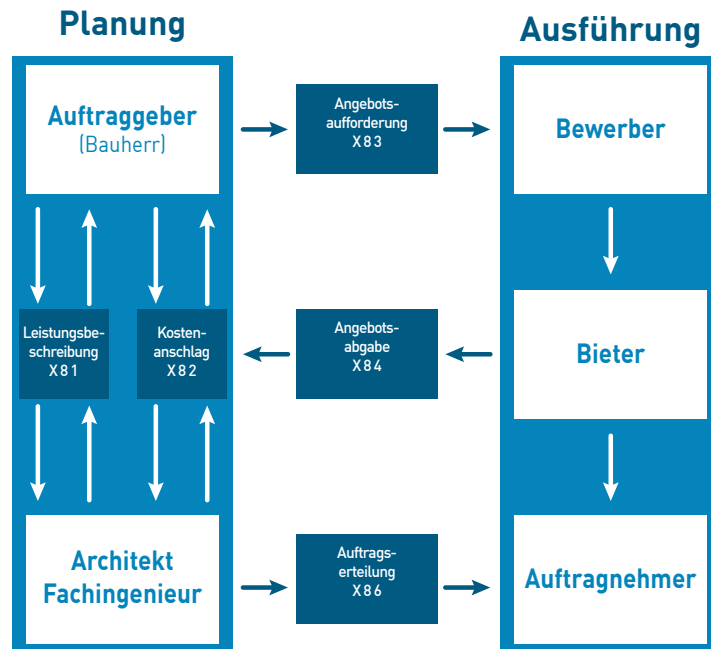 Planung
Ausführung
Auftraggeber
(Bauherr)
Angebots-
aufforderung
X83
Bewerber
Leistungsbe-
schreibung
X81
Kosten-
anschlag
X82
Angebots-
abgabe
X84
Bieter
Architekt
Fachingenieur
Auftrags-
erteilung
X86
Auftragnehmer